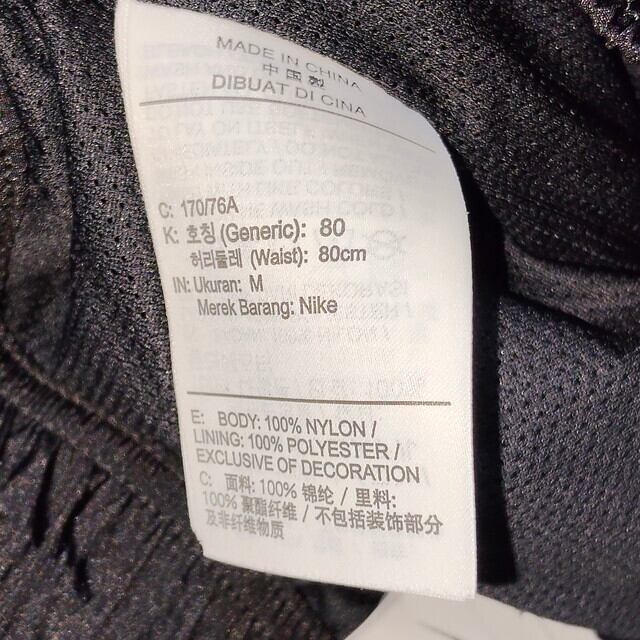 MADE IN CHINA
中国製
DIBUAT DI CINA
C: 170/76A
K: 호칭 (Generic): 80
허리둘레 (Waist): 80cm
IN: Ukuran: M
Merek Barang: Nike
E: BODY: 100% NYLON /
LINING: 100% POLYESTER /
EXCLUSIVE OF DECORATION
C: 面料: 100% 锦纶 / 里料:
100% 聚酯纤维 / 不包括装饰部分
及非纤维物质